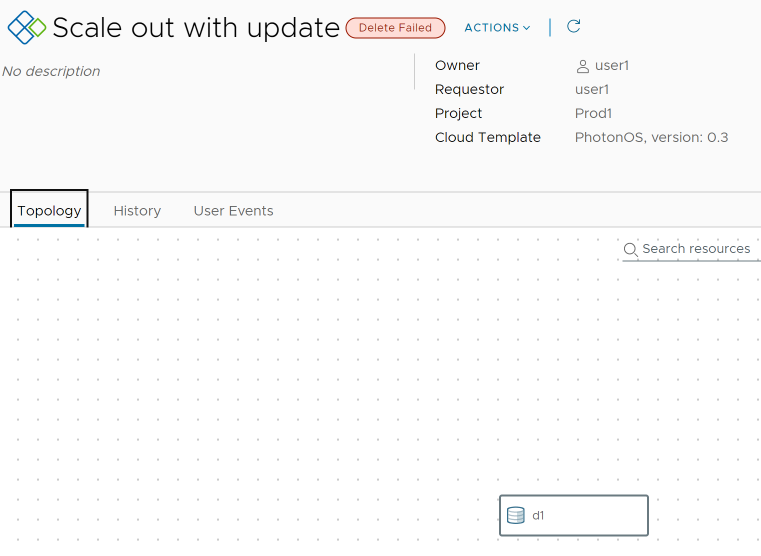 Scale out with update
Delete Failed
ACTIONS
No description
Owner user1
Requestor user1
Project Prod1
Cloud Template PhotonOS, version: 0.3
Topology History User Events
Search resources
d1